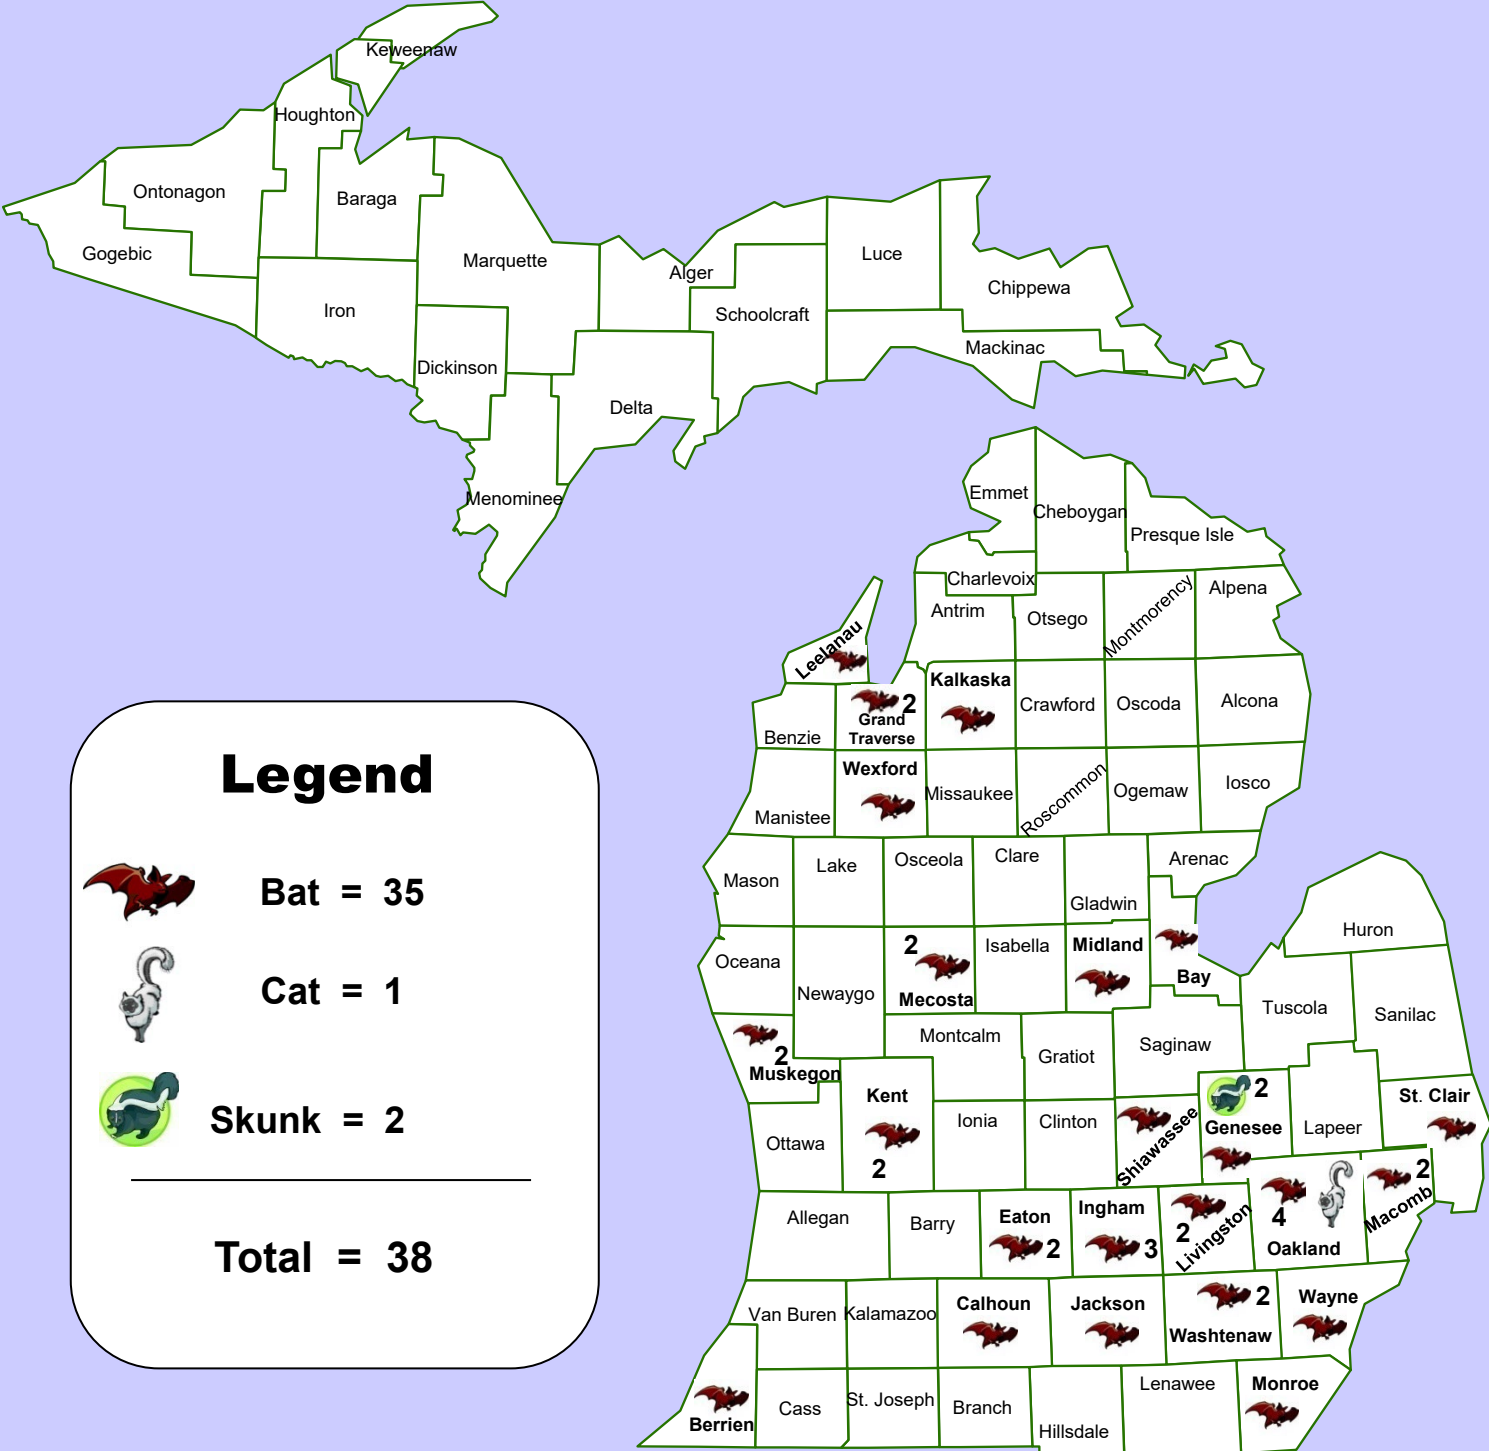 Keweenaw
Houghton
Ontonagon
Baraga
Gogebic
Marquette
Luce
Alger
Chippewa
Iron
Schoolcraft
Mackinac
Dickinson
Delta
Menominee
Emmet
Cheboygan
Presque Isle
Charlevoix
Antrim
Otsego
Montmorency
Alpena
Leelanau
Kalkaska
2
Grand
Traverse
Crawford
Oscoda
Alcona
Benzie
Wexford
Missaukee
Roscommon
Ogemaw
Iosco
Manistee
Mason
Lake
Osceola
Clare
Gladwin
Arenac
Huron
Oceana
Newaygo
2
Mecosta
Isabella
Midland
Bay
Tuscola
Sanilac
2
Muskegon
Montcalm
Gratiot
Saginaw
Kent
2
Ottawa
Ionia
Clinton
Shiawassee
2
Genesee
Lapeer
St. Clair
Allegan
Barry
Eaton
2
Ingham
3
2
Livingston
4
Oakland
2
Macomb
Van Buren
Kalamazoo
Calhoun
Jackson
2
Washtenaw
Wayne
Berrien
Cass
St. Joseph
Branch
Hillsdale
Lenawee
Monroe
Legend
Bat = 35
Cat = 1
Skunk = 2
Total = 38